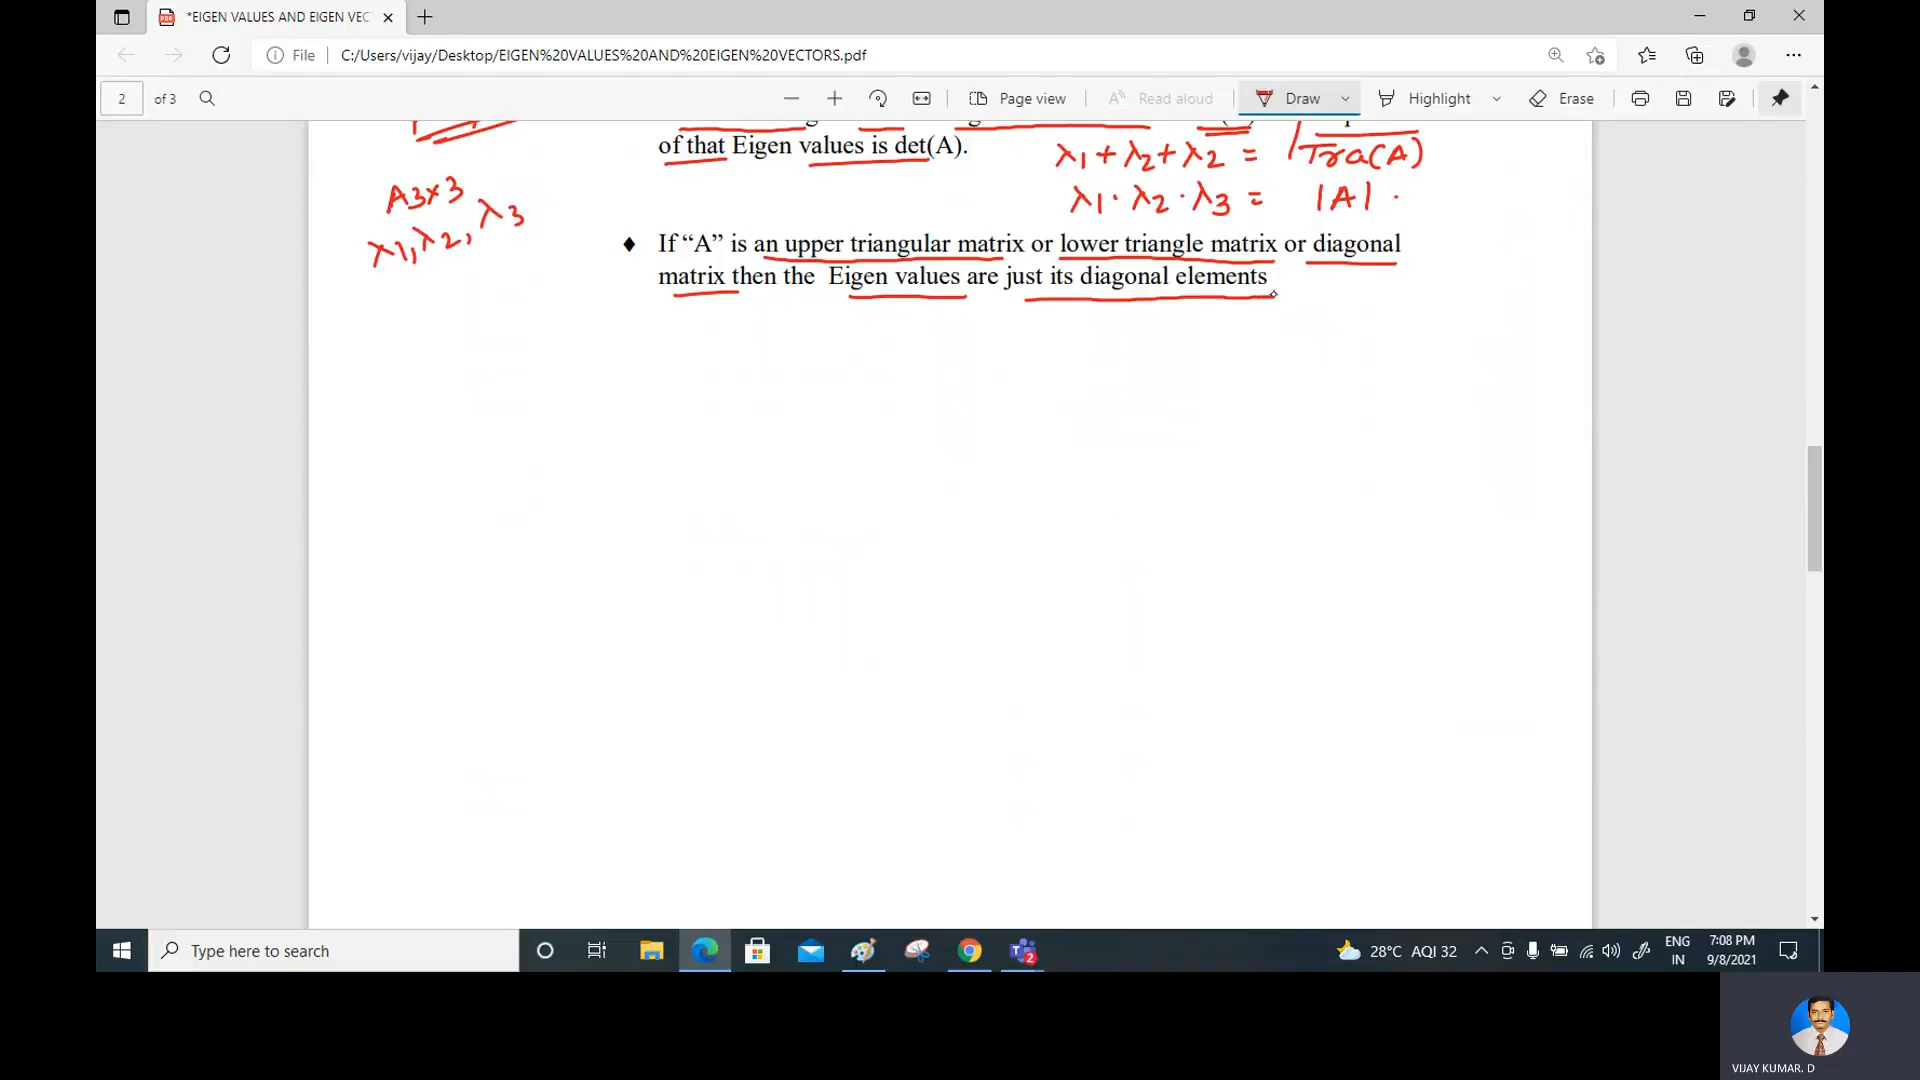 *EIGEN VALUES AND EIGEN VEC
File C:/Users/vijay/Desktop/EIGEN%20VALUES%20AND%20EIGEN%20VECTORS.pdf
2 of 3 Page view Read aloud Draw Highlight Erase
of that Eigen values is det(A).
λ1 + λ2 + λ2 = Tra(A)
λ1 · λ2 · λ3 = |A| ·
A3×3
λ1, λ2, λ3
♦ If “A” is an upper triangular matrix or lower triangle matrix or diagonal
matrix then the Eigen values are just its diagonal elements
Type here to search
2
28°C AQI 32
ENG
IN
7:08 PM
9/8/2021
VIJAY KUMAR. D